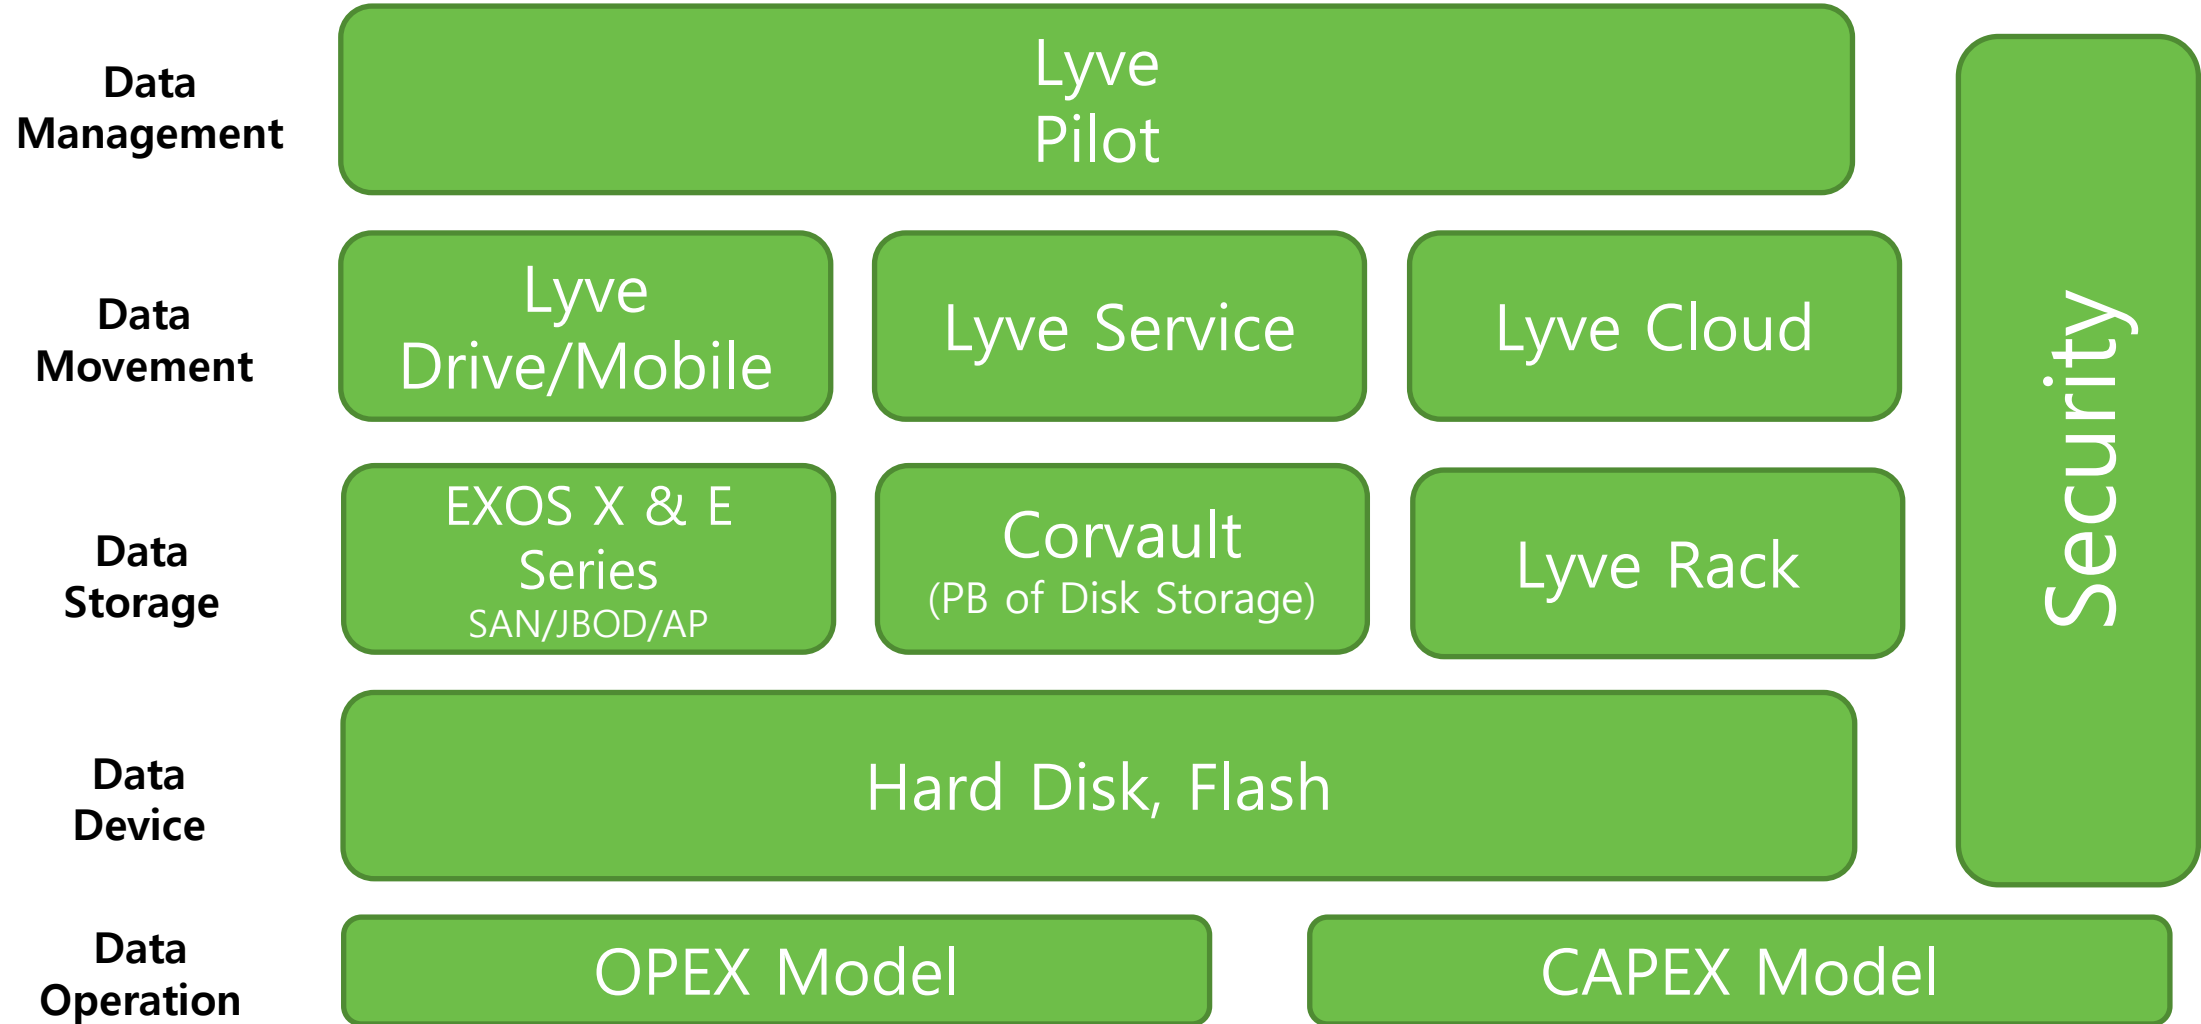 Data
Management
Lyve
Pilot
Data
Movement
Lyve
Drive/Mobile
Lyve Service
Lyve Cloud
Data
Storage
EXOS X & E
Series
SAN/JBOD/AP
Corvault
(PB of Disk Storage)
Lyve Rack
Data
Device
Hard Disk, Flash
Data
Operation
OPEX Model
CAPEX Model
Security